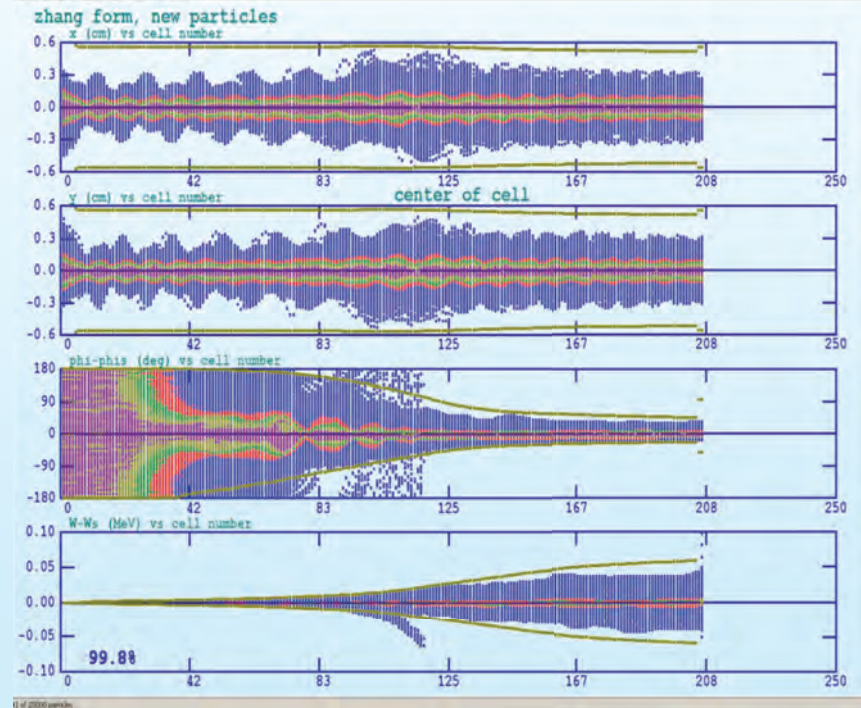 zhang form, new particles
x (cm) vs cell number
0.6
0.3
0.0
-0.3
-0.6
0 42 83 125 167 208 250
y (cm) vs cell number center of cell
0.6
0.3
0.0
-0.3
-0.6
0 42 83 125 167 208 250
phi-phis (deg) vs cell number
180
90
0
-90
-180
0 42 83 125 167 208 250
W-Ws (MeV) vs cell number
0.10
0.05
0.00
-0.05
99.8%
-0.10
0 42 83 125 167 208 250
of 20000 particles